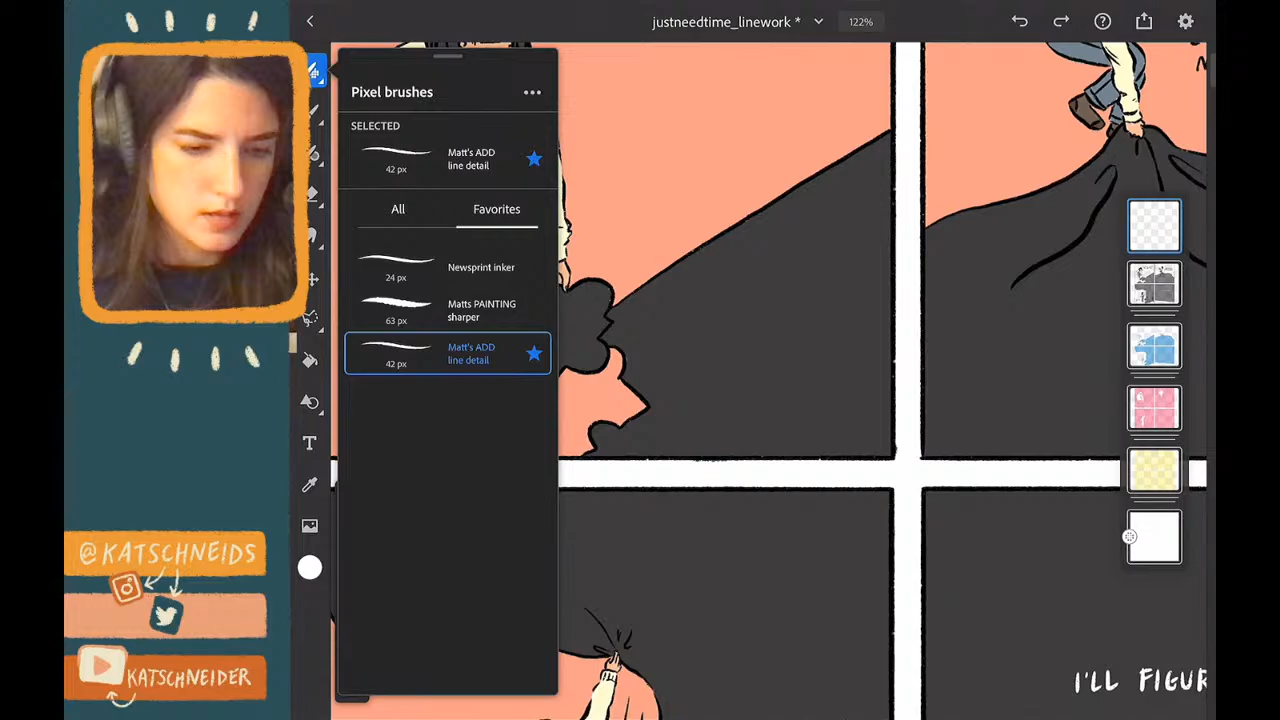 justneedtime_linework *
122%
Pixel brushes
SELECTED
Matt's ADD
line detail
42 px
All
Favorites
Newsprint inker
24 px
Matts PAINTING
sharper
63 px
Matt's ADD
line detail
42 px
I'LL FIGUR
@KATSCHNEIDS
KATSCHNEIDER